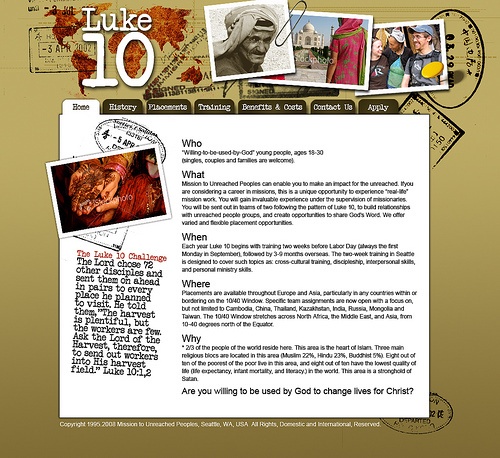 Luke
10
-3 APR 2002
Home History Placements Training Benefits & Costs Contact Us Apply
Who
"Willing-to-be-used-by-God" young people, ages 18-30
(singles, couples and families are welcome).
What
Mission to Unreached Peoples can enable you to make an impact for the unreached. Ifyou
are considering a career in missions, this is a unique opportunity to experience "real-life"
mission work. You will gain invaluable experience under the supervision of missionaries.
You will be sent out in teams of two following the pattern of Luke 10, to build relationships
with unreached people groups, and create opportunities to share God's Word. We offer
varied and flexible placement opportunities.
When
Each year Luke 10 begins with training two weeks before Labor Day (always the first
Monday in September), followed by 3-9 months overseas. The two-week training in Seattle
is designed to cover such topics as: cross-cultural training, discipleship, interpersonal skills,
and personal ministry skills.
Where
Placements are available throughout Europe and Asia, particularly in any countries within or
bordering on the 10/40 Window. Specific team assignments are now open with a focus on,
but not limited to Cambodia, China, Thailand, Kazakhstan, India, Russia, Mongolia and
Taiwan. The 10/40 Window stretches across North Africa, the Middle East, and Asia, from
10-40 degrees north of the Equator.
Why
* 2/3 of the people of the world reside here. This area is the heart of Islam. Three main
religious blocs are located in this area (Muslim 22%, Hindu 23%, Buddhist 5%). Eight out of
ten of the poorest of the poor live in this area, and eight out of ten have the lowest quality of
life (life expectancy, infant mortality, and literacy) in the world. This area is a stronghold of
Satan.
Are you willing to be used by God to change lives for Christ?
The Luke 10 Challenge
The Lord chose 72
other disciples and
sent them on ahead
in pairs to every
place he planned
to visit. He told
them, "The harvest
is plentiful, but
the workers are few.
Ask the Lord of the
Harvest, therefore,
to send out workers
into His harvest
field." Luke 10:1,2
DEPARTED
Copyright 1995.2008 Mission to Unreached Peoples, Seattle, WA, USA All Rights, Domestic and International, Reserved.